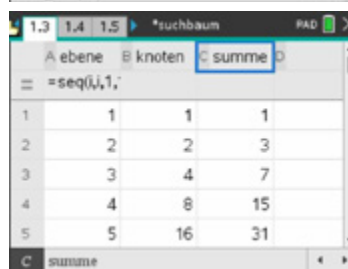 1.3 1.4 1.5 *suchbaum PAD
A ebene B knoten C summe D
= =seq(i,i,1,
1 1 1 1
2 2 2 3
3 3 4 7
4 4 8 15
5 5 16 31
C summe